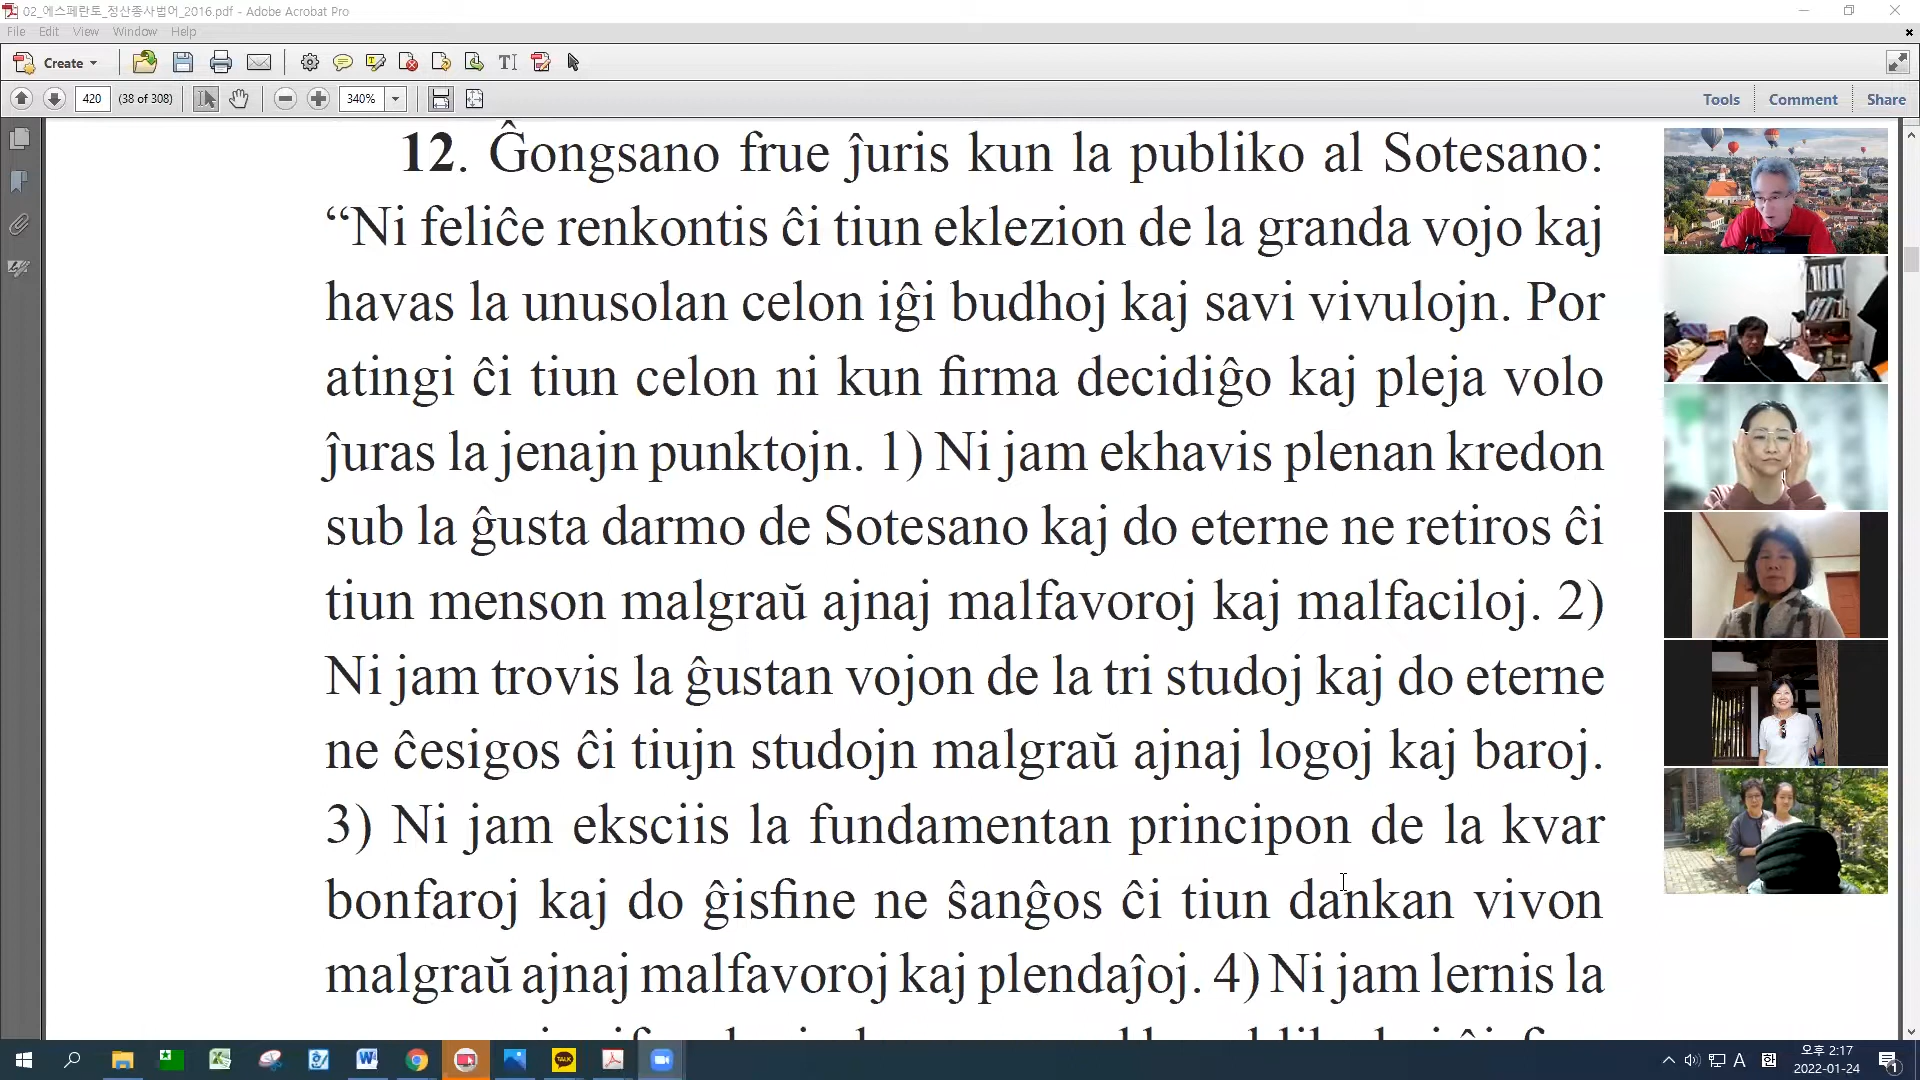 02_에스페란토_정산종사법어_2016.pdf - Adobe Acrobat Pro
File Edit View Window Help
Create
420 (38 of 308) 340% Tools Comment Share
12. Ĝongsano frue ĵuris kun la publiko al Sotesano:
“Ni feliĉe renkontis ĉi tiun eklezion de la granda vojo kaj
havas la unusolan celon iĝi budhoj kaj savi vivulojn. Por
atingi ĉi tiun celon ni kun firma decidiĝo kaj pleja volo
ĵuras la jenajn punktojn. 1) Ni jam ekhavis plenan kredon
sub la ĝusta darmo de Sotesano kaj do eterne ne retiros ĉi
tiun menson malgraŭ ajnaj malfavoroj kaj malfaciloj. 2)
Ni jam trovis la ĝustan vojon de la tri studoj kaj do eterne
ne ĉesigos ĉi tiujn studojn malgraŭ ajnaj logoj kaj baroj.
3) Ni jam eksciis la fundamentan principon de la kvar
bonfaroj kaj do ĝisfine ne ŝanĝos ĉi tiun dankan vivon
malgraŭ ajnaj malfavoroj kaj plendaĵoj. 4) Ni jam lernis la
TALK
A 한 오후 2:17
2022-01-24
1